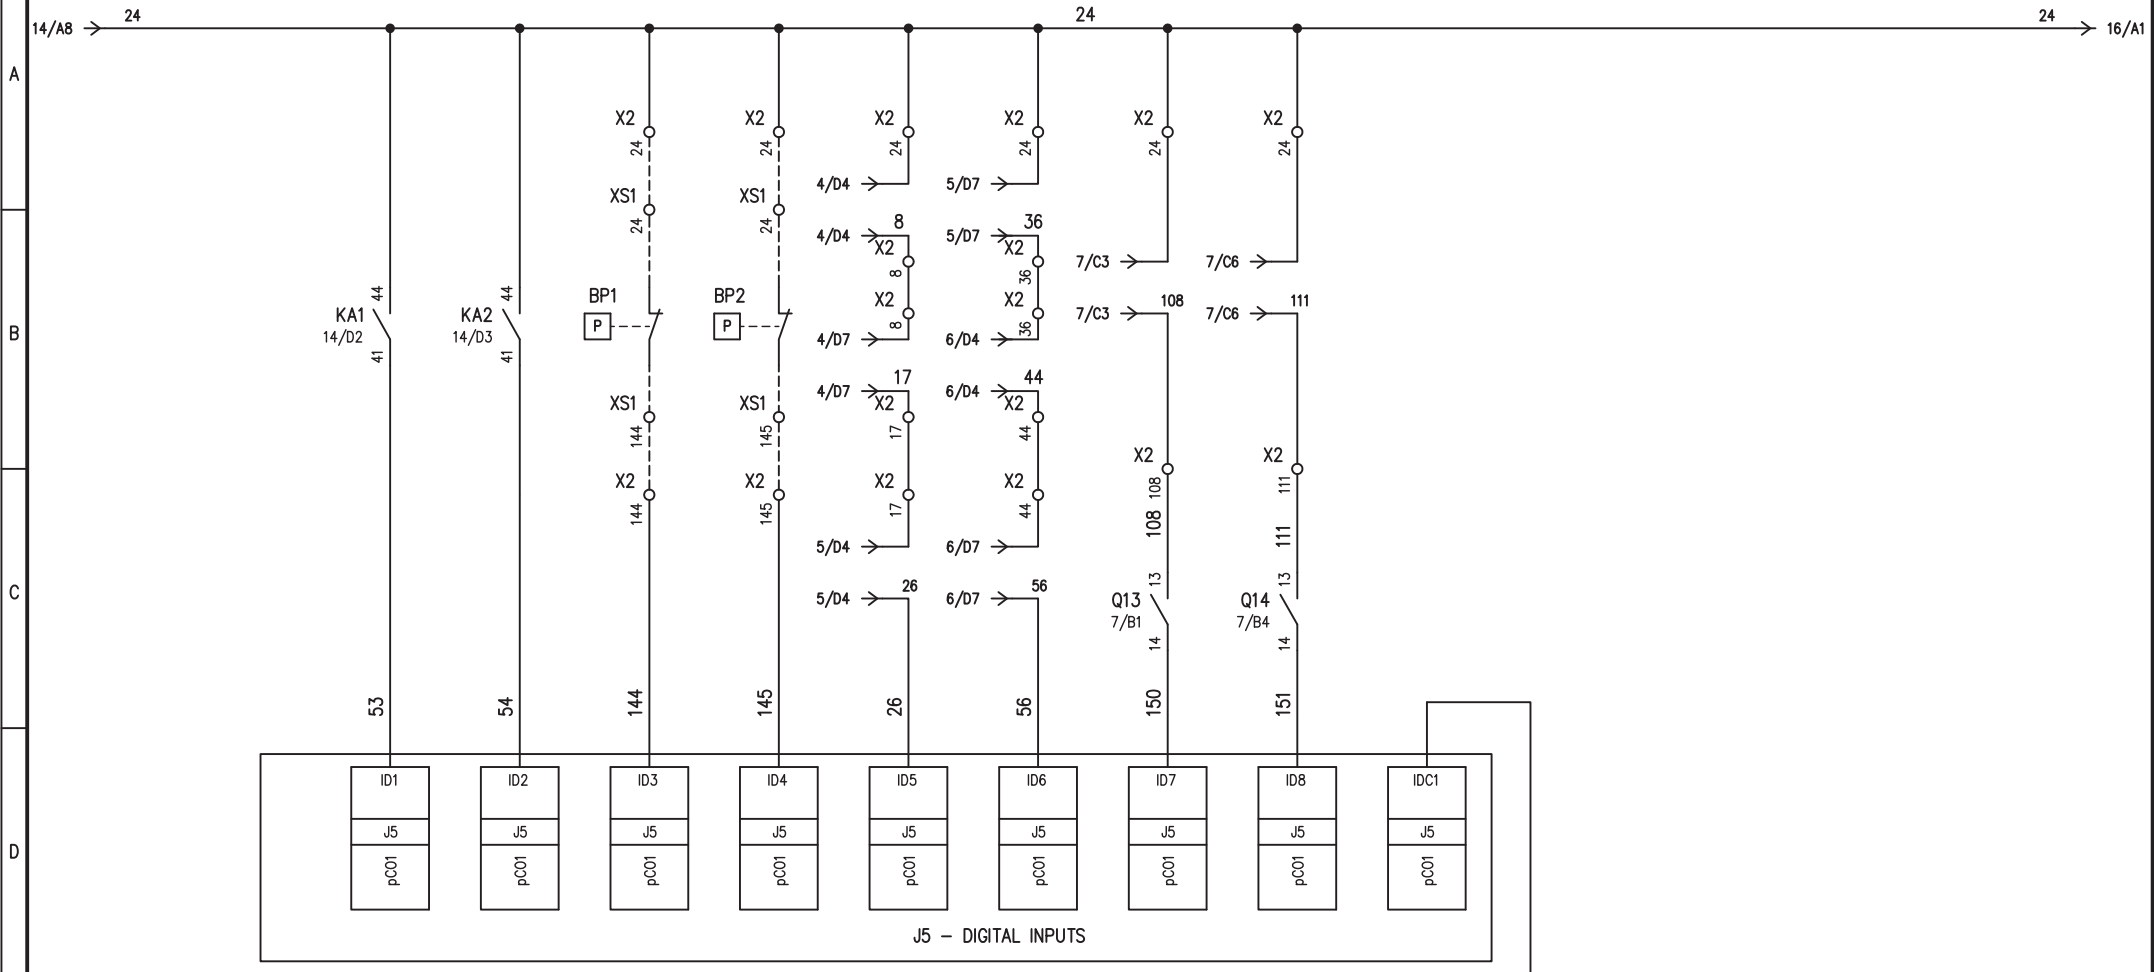 24 24 24
14/A8 16/A1
A
X2 X2 X2 X2 X2 X2
24 24 24 24 24 24
4/D4 5/D7
XS1 XS1
24 24
8 36
4/D4 5/D7
X2 X2
7/C3 7/C6
8 36
44 44 BP1 BP2 X2 X2 108 111
KA1 KA2 7/C3 7/C6
P P 8 36
14/D2 14/D3 4/D7 6/D4
B
41 41
17 44
4/D7 6/D4
XS1 XS1 X2 X2
144 145 17 44
X2 X2
X2 X2 X2 X2
108 111
144 145 17 44
108 111
5/D4 6/D7
13 13
26 56
C
5/D4 6/D7 Q13 Q14
7/B1 7/B4
14 14
53 54 144 145 26 56 150 151
ID1 ID2 ID3 ID4 ID5 ID6 ID7 ID8 IDC1
J5 J5 J5 J5 J5 J5 J5 J5 J5
D
pCO1 pCO1 pCO1 pCO1 pCO1 pCO1 pCO1 pCO1 pCO1
J5 - DIGITAL INPUTS